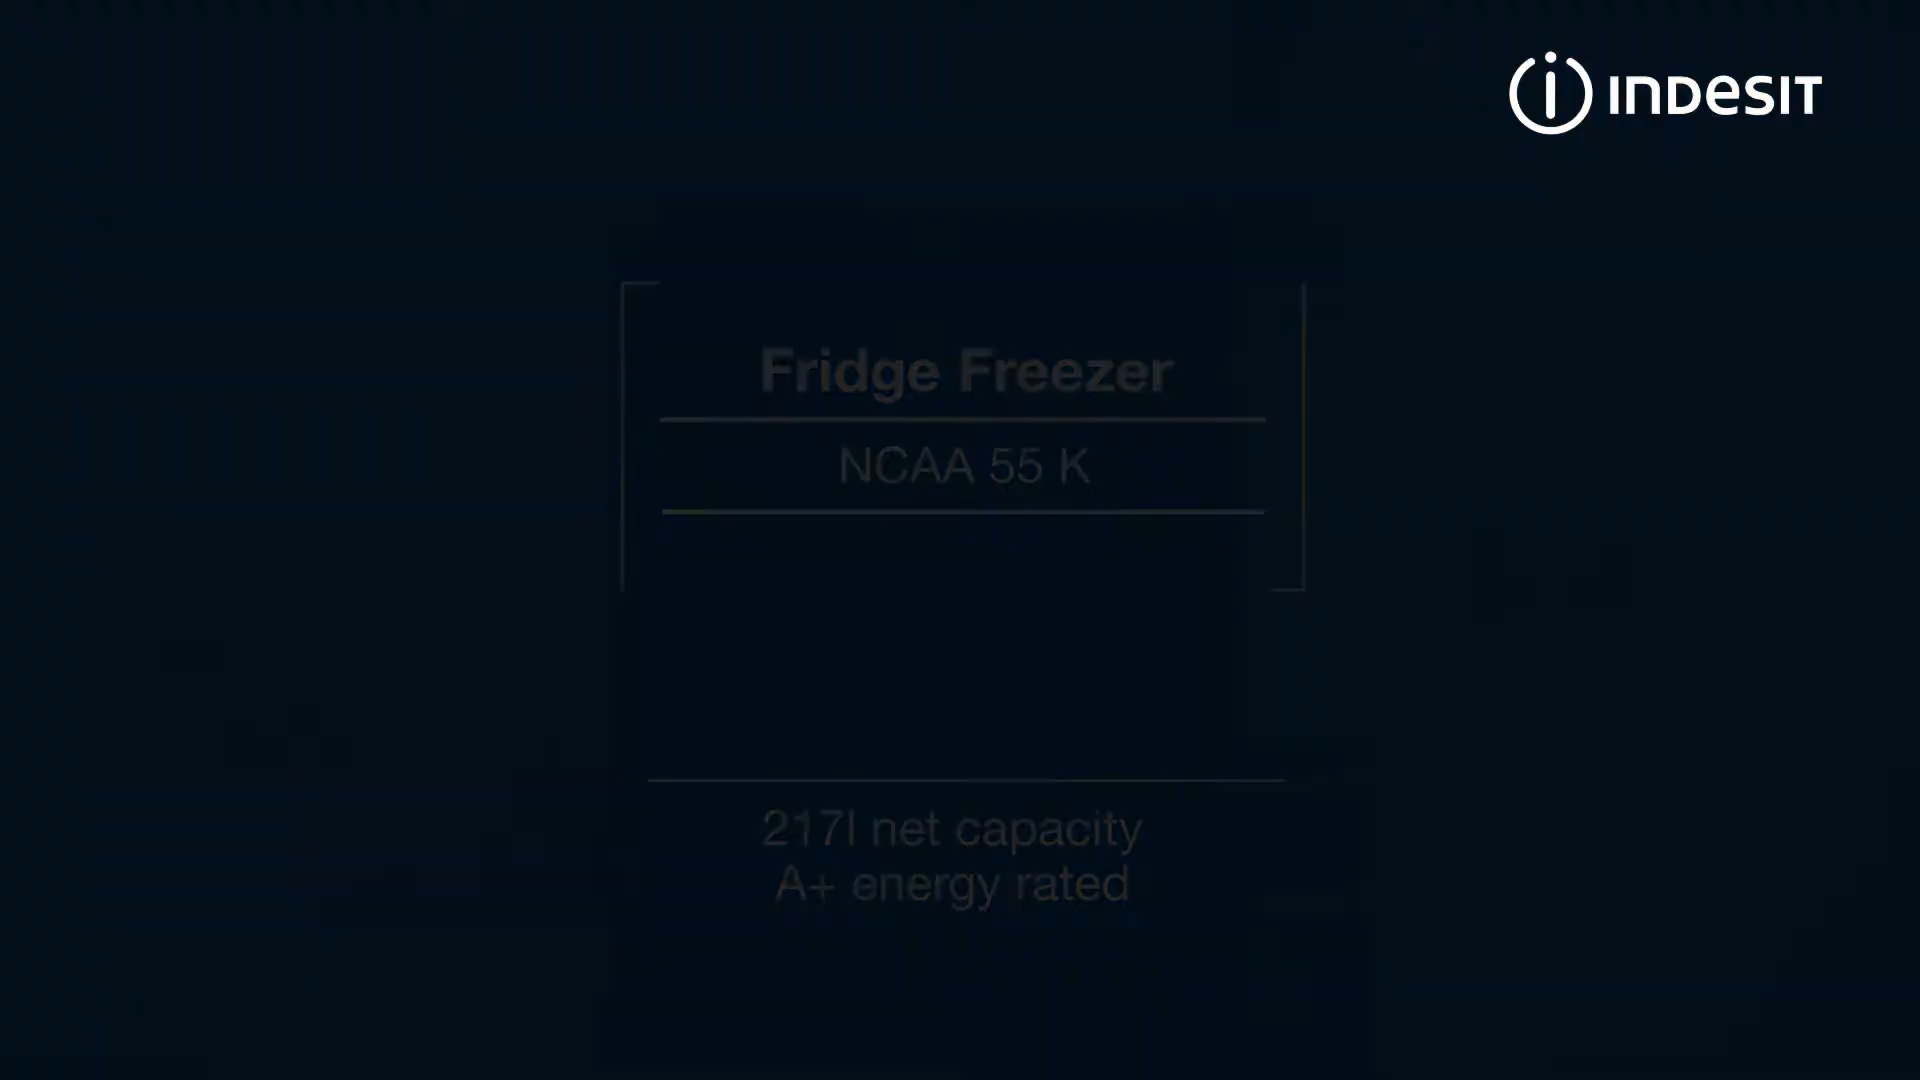 INDESIT
Fridge Freezer
NCAA 55 K
217l net capacity
A+ energy rated